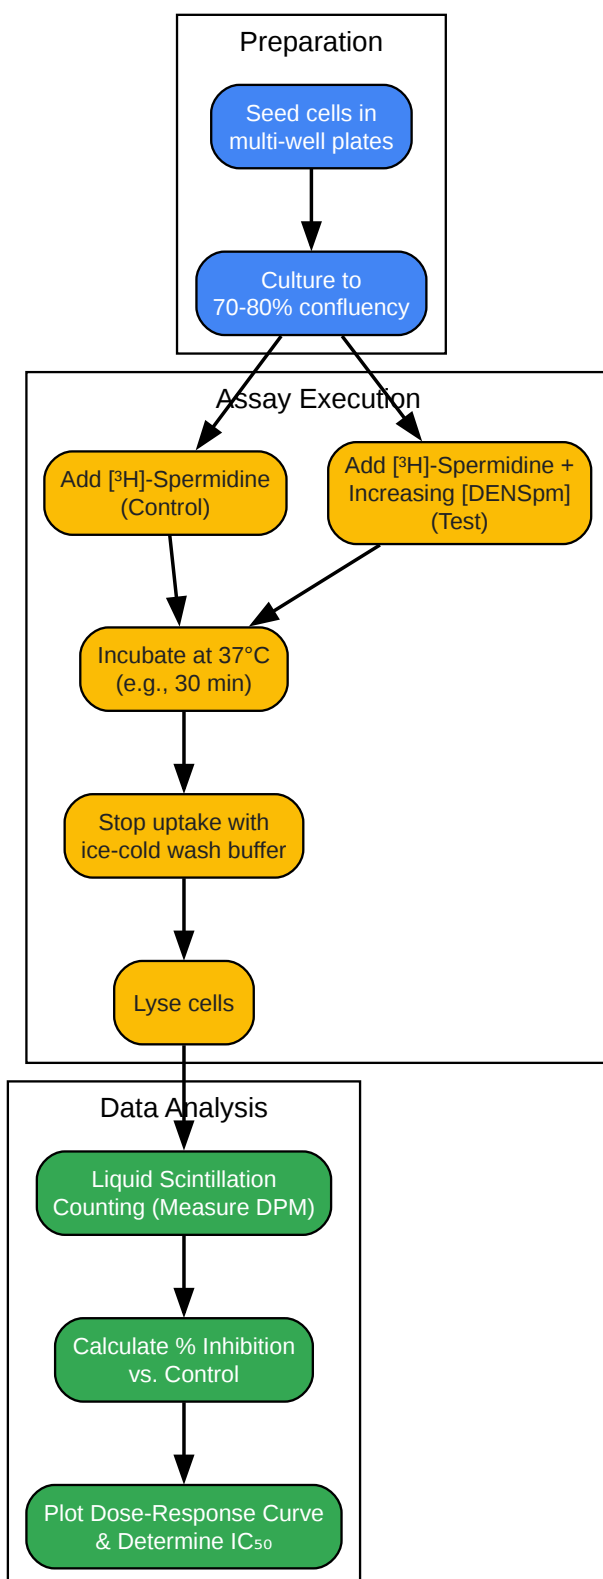 Preparation
Seed cells in
multi-well plates
Culture to
70-80% confluency
Assay Execution
Add [³H]-Spermidine
(Control)
Add [³H]-Spermidine +
Increasing [DENSpm]
(Test)
Incubate at 37°C
(e.g., 30 min)
Stop uptake with
ice-cold wash buffer
Lyse cells
Data Analysis
Liquid Scintillation
Counting (Measure DPM)
Calculate % Inhibition
vs. Control
Plot Dose-Response Curve
& Determine IC₅₀